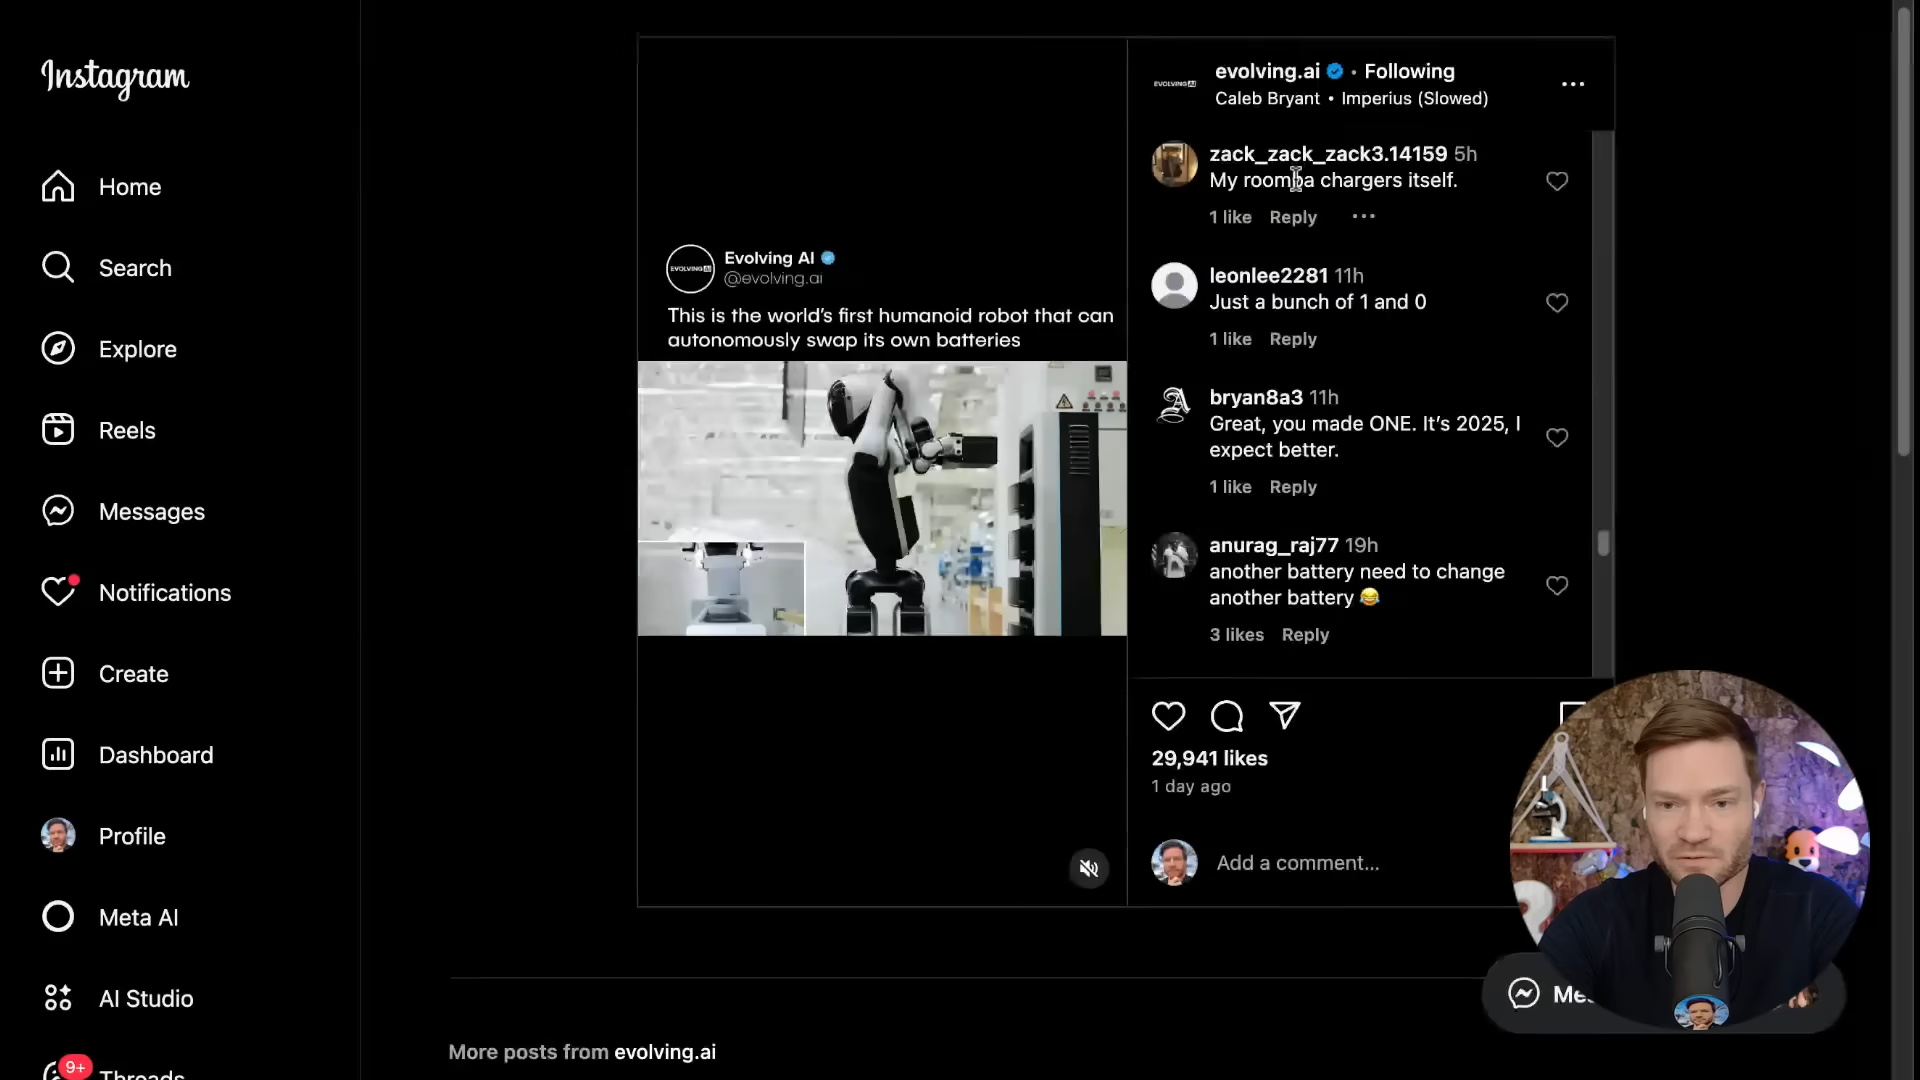 Instagram
Home
Search
Explore
Reels
Messages
Notifications
Create
Dashboard
Profile
Meta AI
AI Studio
9+
Threads
EVOLVING AI
Evolving AI
@evolving.ai
This is the world's first humanoid robot that can
autonomously swap its own batteries
EVOLVING AI
evolving.ai • Following
Caleb Bryant • Imperius (Slowed)
zack_zack_zack3.14159 5h
My roomba chargers itself.
1 like Reply
leonlee2281 11h
Just a bunch of 1 and 0
1 like Reply
bryan8a3 11h
Great, you made ONE. It's 2025, I
expect better.
1 like Reply
anurag_raj77 19h
another battery need to change
another battery 😂
3 likes Reply
29,941 likes
1 day ago
Add a comment...
More posts from evolving.ai